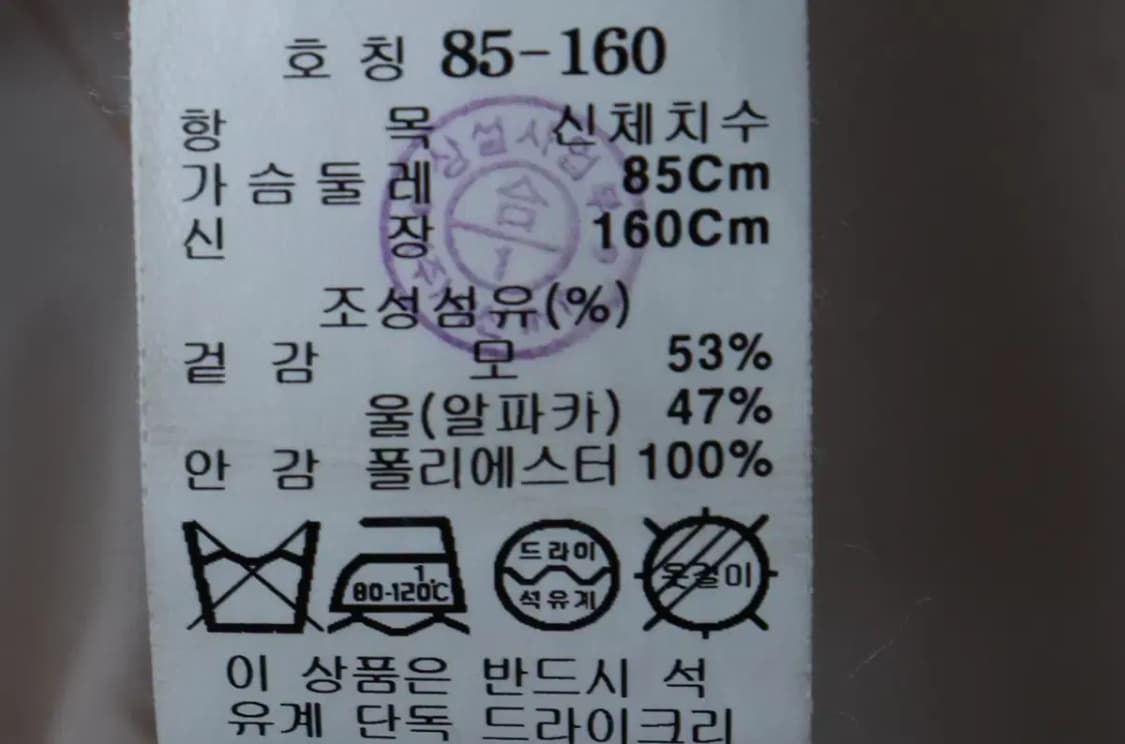 호 칭 85-160
항 목 신체치수
가 슴 둘 레 85Cm
신 장 160Cm
조성섬유(%)
겉 감 모 53%
울(알파카) 47%
안 감 폴리에스터 100%
80-120℃
드라이
석유계
옷걸이
이 상품은 반드시 석
유계 단독 드라이크리